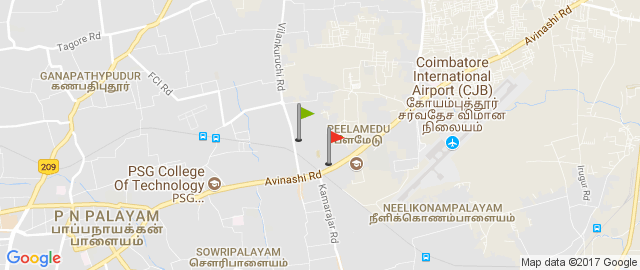 Tagore Rd
Vilankuruchi Rd
Avinashi Rd
GANAPATHYPUDUR
கணபதிபுதூர்
FCI Rd
Coimbatore
International
Airport (CJB)
கோயம்புத்தூர்
சர்வதேச விமான
நிலையம்
PEELAMEDU
பீளமேடு
209
PSG College
Of Technology
PSG...
Avinashi Rd
Kamarajar Rd
Irugur Rd
P N PALAYAM
பாப்பநாயக்கன்
பாளையம்
NEELIKONAMPALAYAM
நீளிக்கொணம்பாளையம்
SOWRIPALAYAM
சௌரிபாளையம்
Google
Map data ©2017 Google